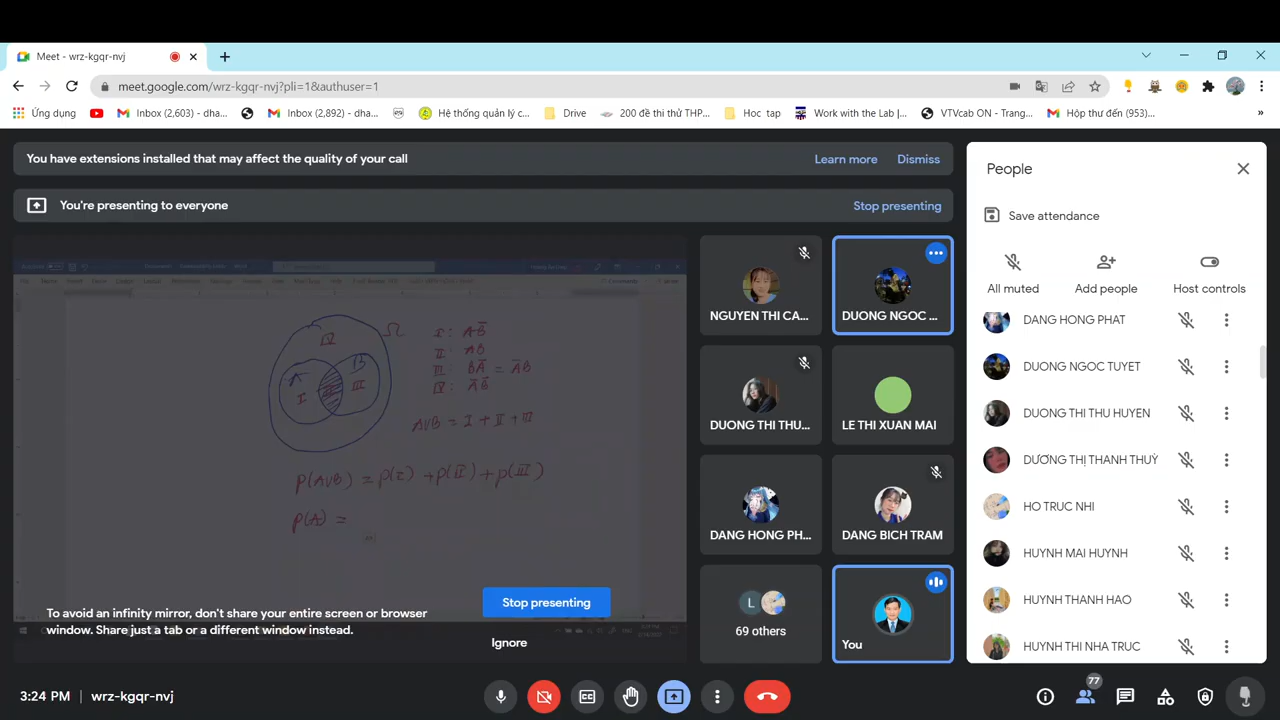 Meet - wrz-kgqr-nvj
meet.google.com/wrz-kgqr-nvj?pli=1&authuser=1
Ứng dụng
Inbox (2,603) - dha...
Inbox (2,892) - dha...
Hệ thống quản lý c...
Drive
200 đề thi thử THP...
Hoc tap
Work with the Lab J...
VTVcab ON - Trang...
Hộp thư đến (953)...
»
You have extensions installed that may affect the quality of your call
Learn more
Dismiss
You're presenting to everyone
Stop presenting
Ω
IV
A
B
I
II
III
I : AB̅
II : AB
III : BA̅ = A̅B
IV : A̅B̅
A∪B = I + II + III
P(A∪B) = P(I) + P(II) + P(III)
P(A) =
To avoid an infinity mirror, don't share your entire screen or browser
window. Share just a tab or a different window instead.
Stop presenting
Ignore
NGUYEN THI CA...
DUONG NGOC ...
DUONG THI THU...
LE THI XUAN MAI
DANG HONG PH...
DANG BICH TRAM
L
69 others
You
People
Save attendance
All muted
Add people
Host controls
DANG HONG PHAT
DUONG NGOC TUYET
DUONG THI THU HUYEN
DƯƠNG THỊ THANH THUỲ
HO TRUC NHI
HUYNH MAI HUYNH
HUYNH THANH HAO
HUYNH THI NHA TRUC
3:24 PM
wrz-kgqr-nvj
77